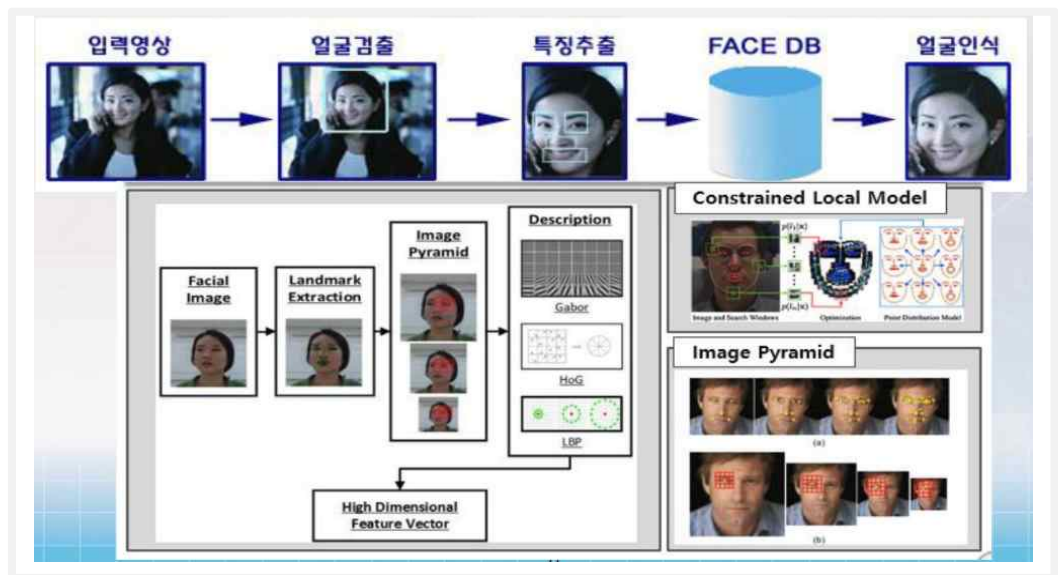 입력영상
얼굴검출
특징추출
FACE DB
얼굴인식
Facial
Image
Landmark
Extraction
Image
Pyramid
Description
Gabor
HoG
LBP
High Dimensional
Feature Vector
Constrained Local Model
Image and Search Windows
Optimization
Point Distribution Model
Image Pyramid
(a)
(b)